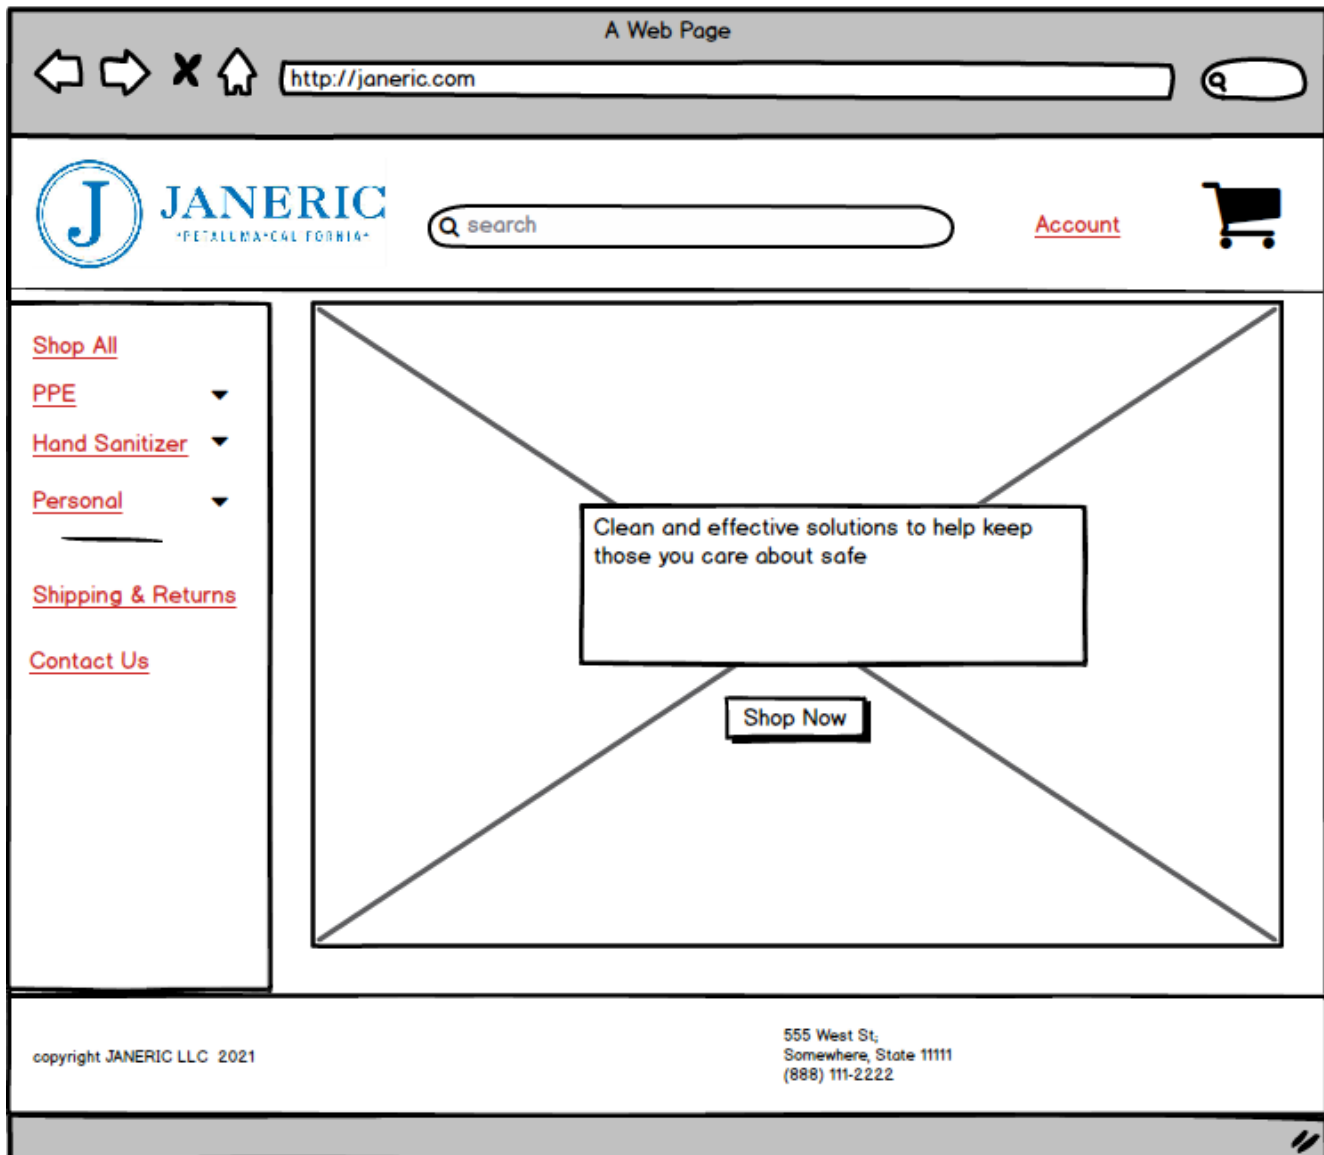 A Web Page
http://janeric.com
J
JANERIC
•PETALUMA•CALIFORNIA•
search
Account
Shop All
PPE
Hand Sanitizer
Personal
Shipping & Returns
Contact Us
Clean and effective solutions to help keep
those you care about safe
Shop Now
copyright JANERIC LLC 2021
555 West St;
Somewhere, State 11111
(888) 111-2222